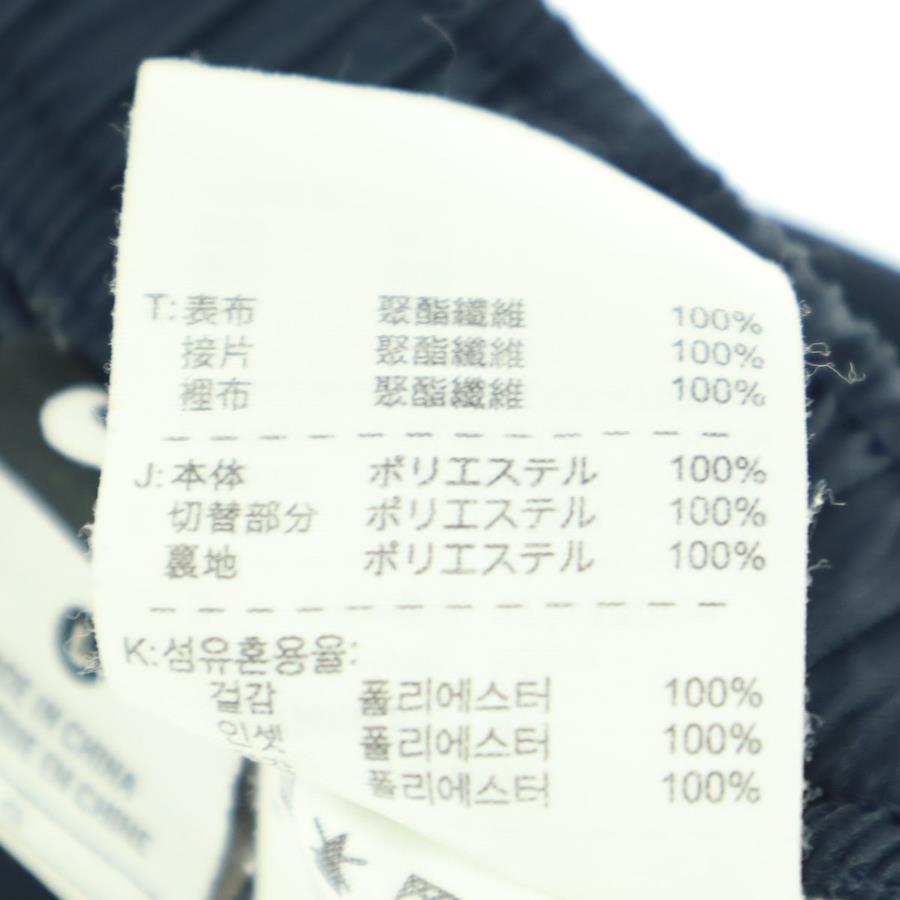 T: 表布 聚酯纖維 100%
接片 聚酯纖維 100%
裡布 聚酯纖維 100%
J: 本体 ポリエステル 100%
切替部分 ポリエステル 100%
裏地 ポリエステル 100%
K: 섬유혼용율:
겉감 폴리에스터 100%
인셋 폴리에스터 100%
폴리에스터 100%
IN CHINA
IN CHINE